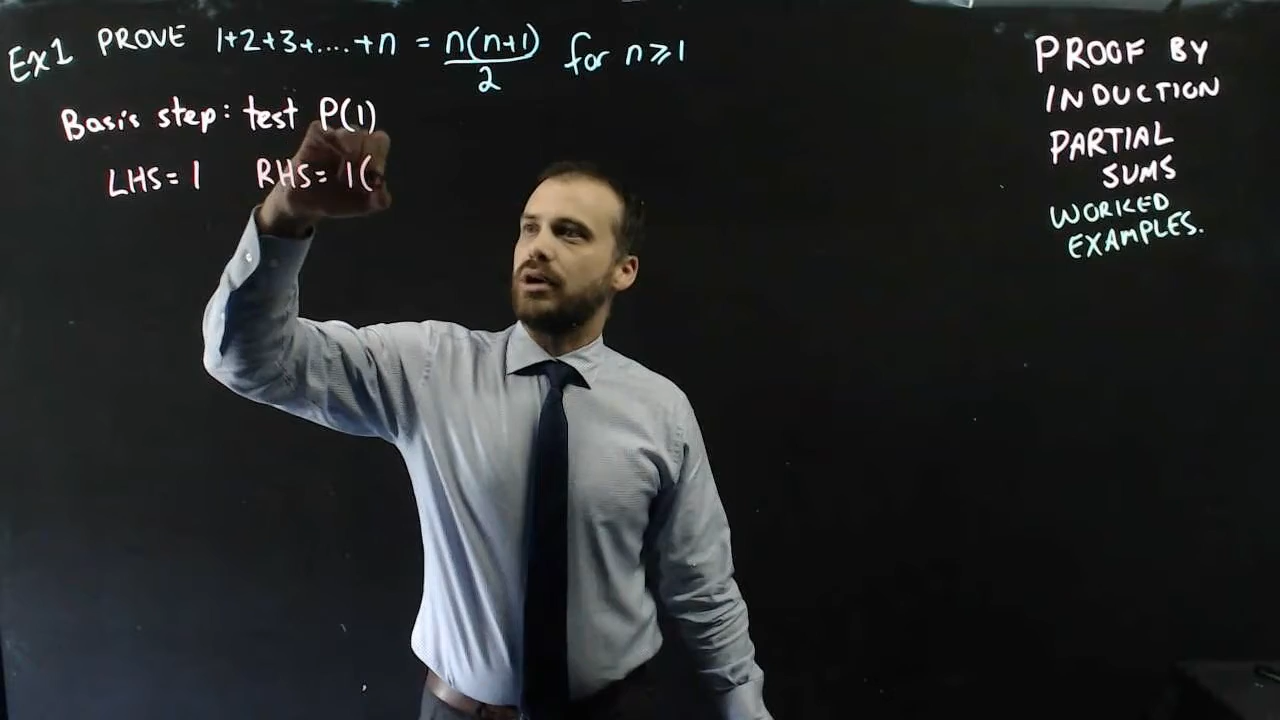 Ex1 PROVE 1+2+3+....+n = n(n+1)/2 for n≥1
Basis step: test P(1)
LHS= 1 RHS= 1(
PROOF BY
INDUCTION
PARTIAL
SUMS
WORKED
EXAMPLES.